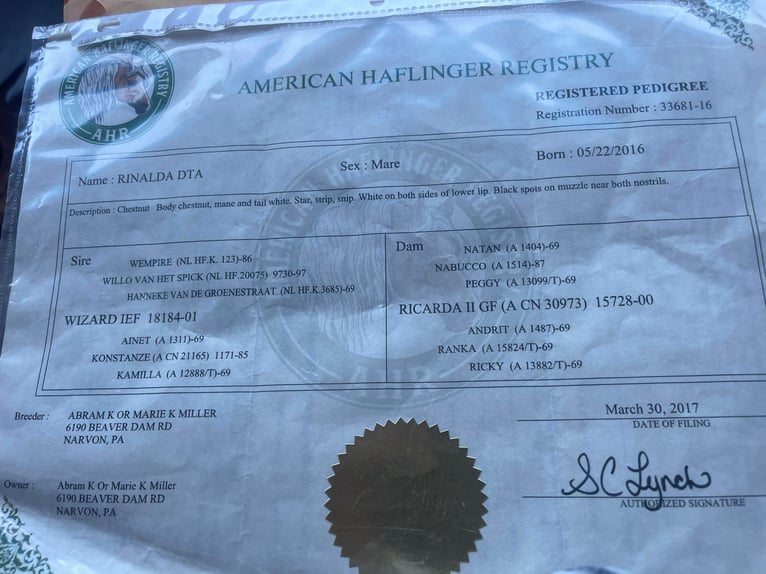 AMERICAN HAFLINGER REGISTRY
AHR
AMERICAN HAFLINGER REGISTRY
REGISTERED PEDIGREE
Registration Number : 33681-16
Name : RINALDA DTA
Sex : Mare
Born : 05/22/2016
Description : Chestnut Body chestnut, mane and tail white. Star, strip, snip. White on both sides of lower lip. Black spots on muzzle near both nostrils.
Sire
WEMPIRE (NL HF.K. 123)-86
WILLO VAN HET SPICK (NL HF.20075) 9730-97
HANNEKE VAN DE GROENESTRAAT (NL HF.K.3685)-69
WIZARD IEF 18184-01
AINET (A 1311)-69
KONSTANZE (A CN 21165) 1171-85
KAMILLA (A 12888/T)-69
Dam
NATAN (A 1404)-69
NABUCCO (A 1514)-87
PEGGY (A 13099/T)-69
RICARDA II GF (A CN 30973) 15728-00
ANDRIT (A 1487)-69
RANKA (A 15824/T)-69
RICKY (A 13882/T)-69
AHR
Breeder : ABRAM K OR MARIE K MILLER
6190 BEAVER DAM RD
NARVON, PA
March 30, 2017
DATE OF FILING
Owner : Abram K Or Marie K Miller
6190 BEAVER DAM RD
NARVON, PA
SC Lynch
AUTHORIZED SIGNATURE